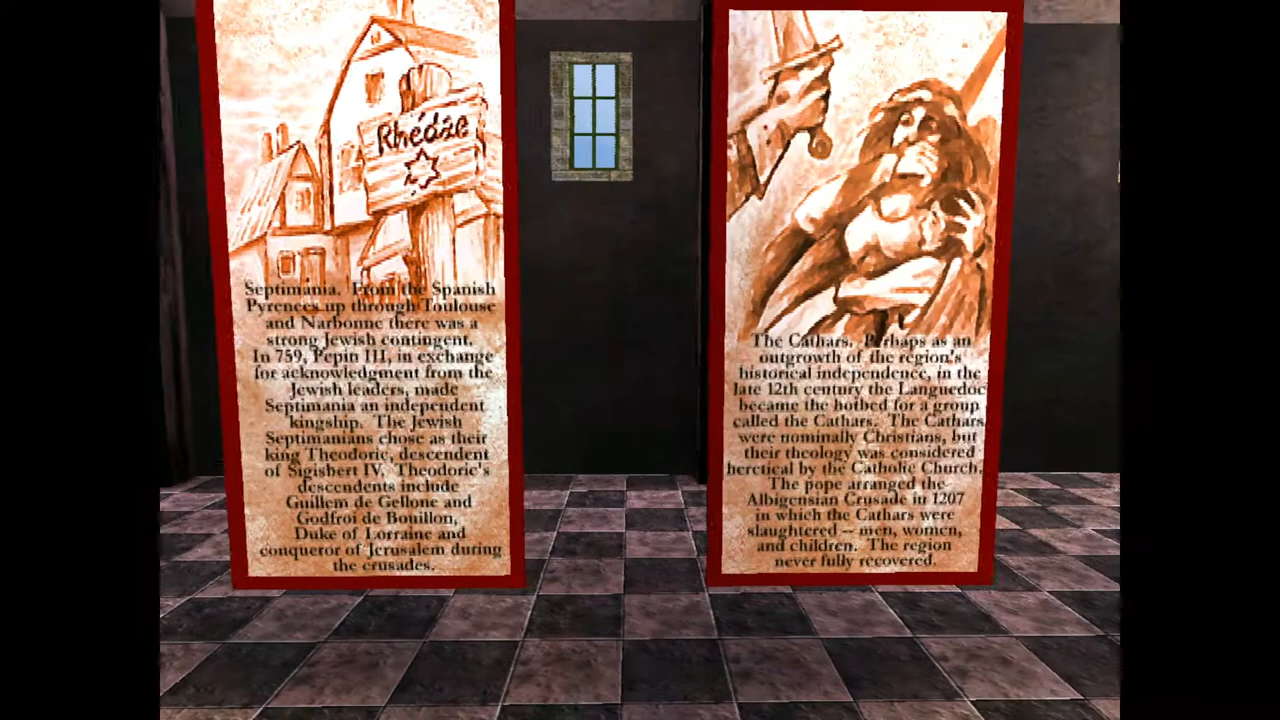 Rhédae
Septimania. From the Spanish
Pyrenees up through Toulouse
and Narbonne there was a
strong Jewish contingent.
In 759, Pepin III, in exchange
for acknowledgment from the
Jewish leaders, made
Septimania an independent
kingship. The Jewish
Septimanians chose as their
king Theodoric, descendent
of Sigisbert IV. Theodoric's
descendents include
Guillem de Gellone and
Godfroi de Bouillon,
Duke of Lorraine and
conqueror of Jerusalem during
the crusades.
The Cathars. Perhaps as an
outgrowth of the region's
historical independence, in the
late 12th century the Languedoc
became the hotbed for a group
called the Cathars. The Cathars
were nominally Christians, but
their theology was considered
heretical by the Catholic Church.
The pope arranged the
Albigensian Crusade in 1207
in which the Cathars were
slaughtered -- men, women,
and children. The region
never fully recovered.